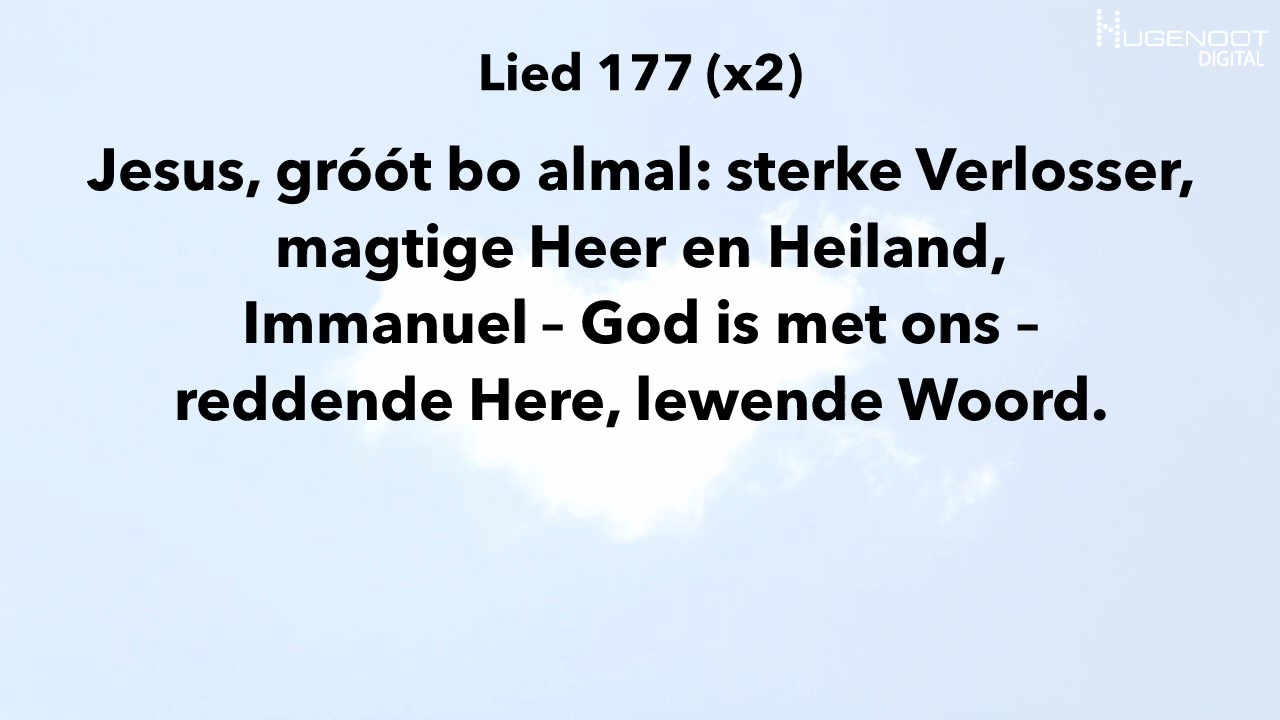 HUGENOOT
DIGITAL
Lied 177 (x2)
Jesus, gróót bo almal: sterke Verlosser,
magtige Heer en Heiland,
Immanuel – God is met ons –
reddende Here, lewende Woord.